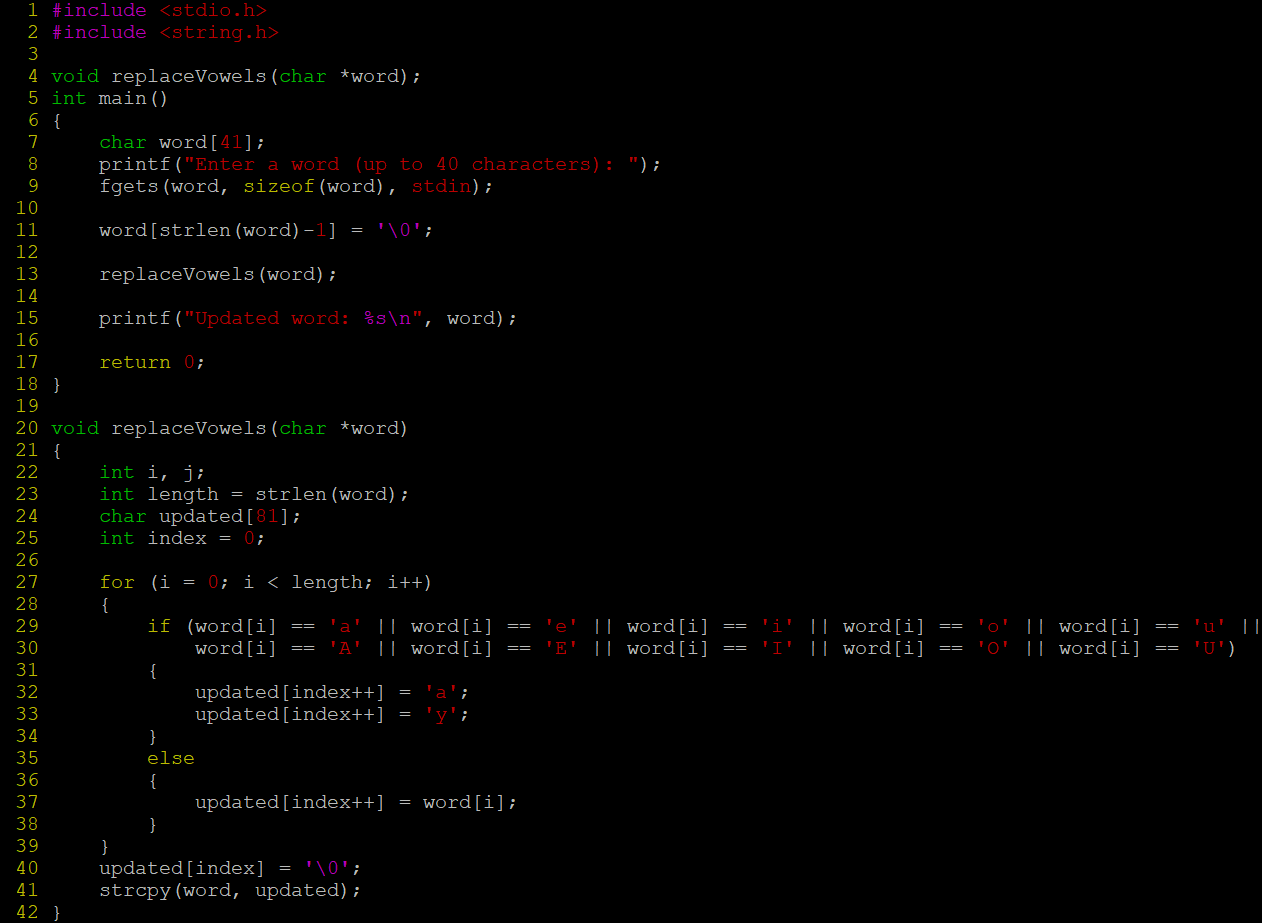 1 #include <stdio.h>
2 #include <string.h>
3
4 void replaceVowels(char *word);
5 int main()
6 {
7     char word[41];
8     printf("Enter a word (up to 40 characters): ");
9     fgets(word, sizeof(word), stdin);
10
11     word[strlen(word)-1] = '\0';
12
13     replaceVowels(word);
14
15     printf("Updated word: %s\n", word);
16
17     return 0;
18 }
19
20 void replaceVowels(char *word)
21 {
22     int i, j;
23     int length = strlen(word);
24     char updated[81];
25     int index = 0;
26
27     for (i = 0; i < length; i++)
28     {
29         if (word[i] == 'a' || word[i] == 'e' || word[i] == 'i' || word[i] == 'o' || word[i] == 'u' ||
30             word[i] == 'A' || word[i] == 'E' || word[i] == 'I' || word[i] == 'O' || word[i] == 'U')
31         {
32             updated[index++] = 'a';
33             updated[index++] = 'y';
34         }
35         else
36         {
37             updated[index++] = word[i];
38         }
39     }
40     updated[index] = '\0';
41     strcpy(word, updated);
42 }